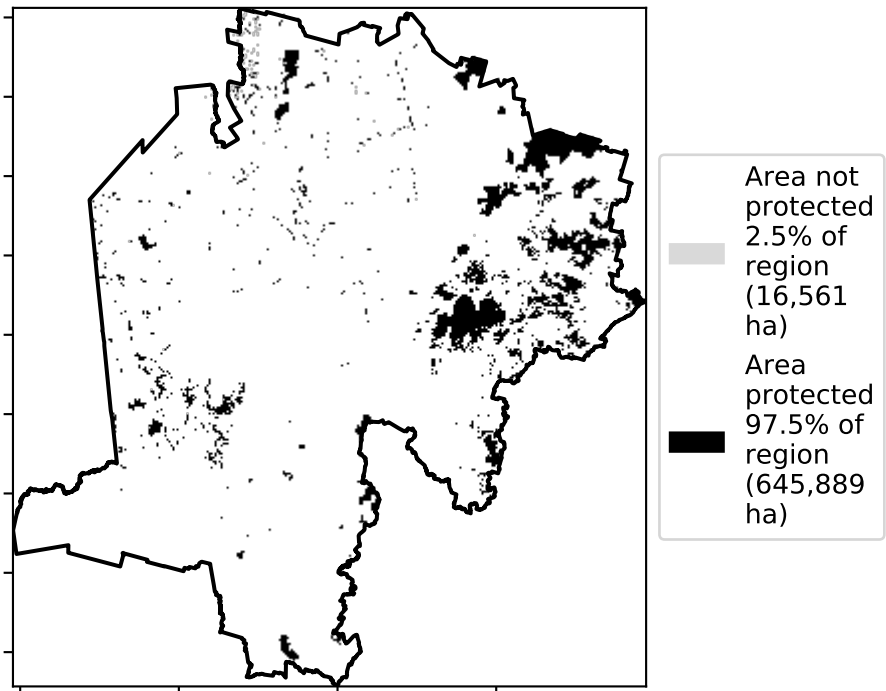 Area not
protected
2.5% of
region
(16,561
ha)
Area
protected
97.5% of
region
(645,889
ha)